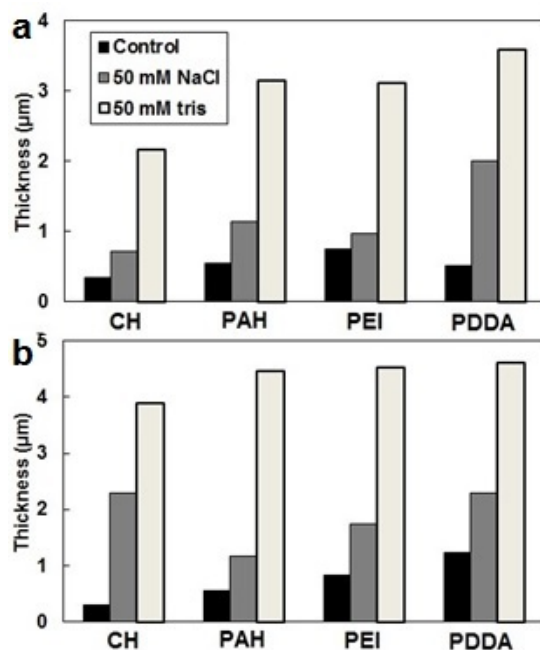 a
4
Control
50 mM NaCl
50 mM tris
3
2
1
0
Thickness (µm)
CH PAH PEI PDDA
b
5
4
3
2
1
0
Thickness (µm)
CH PAH PEI PDDA